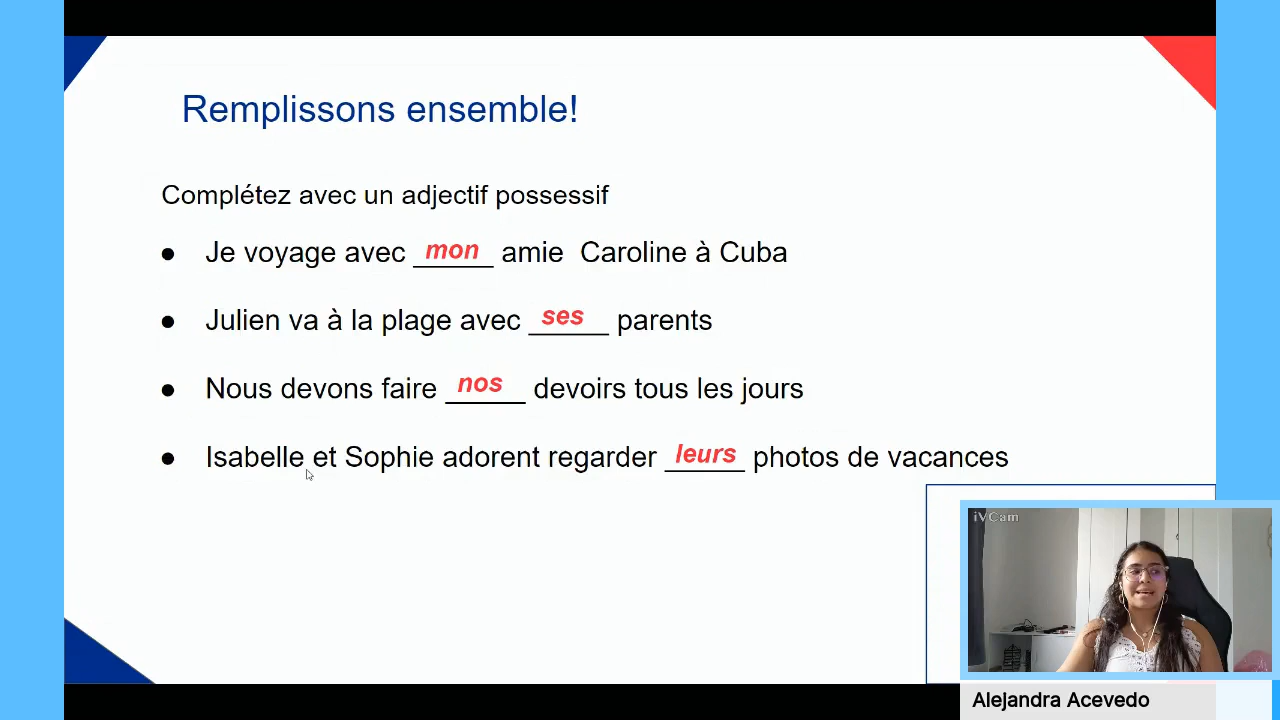 Remplissons ensemble!
Complétez avec un adjectif possessif
● Je voyage avec mon amie Caroline à Cuba
● Julien va à la plage avec ses parents
● Nous devons faire nos devoirs tous les jours
● Isabelle et Sophie adorent regarder leurs photos de vacances
iVCam
Alejandra Acevedo